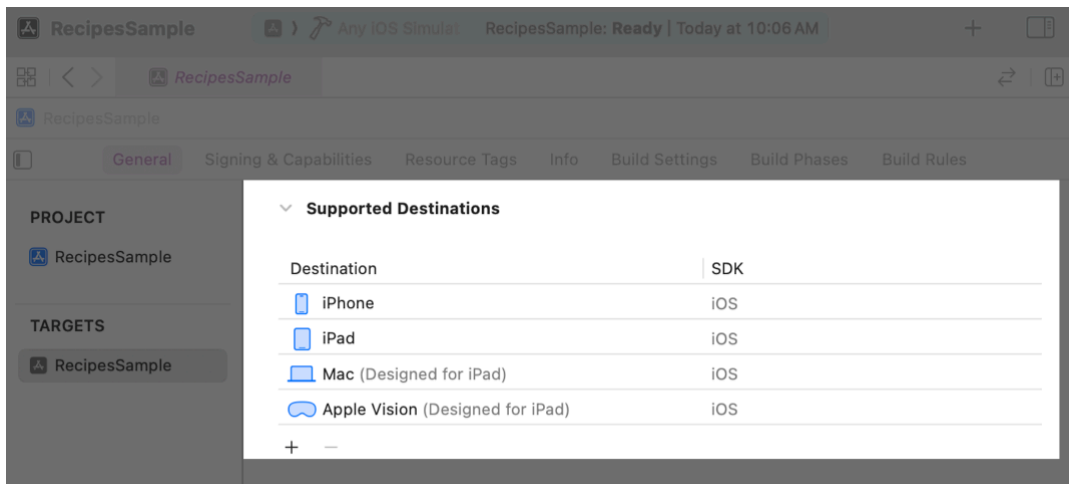 RecipesSample
Any iOS Simulat
RecipesSample: Ready | Today at 10:06 AM
RecipesSample
RecipesSample
General Signing & Capabilities Resource Tags Info Build Settings Build Phases Build Rules
PROJECT
RecipesSample
TARGETS
RecipesSample
Supported Destinations
Destination SDK
iPhone iOS
iPad iOS
Mac (Designed for iPad) iOS
Apple Vision (Designed for iPad) iOS